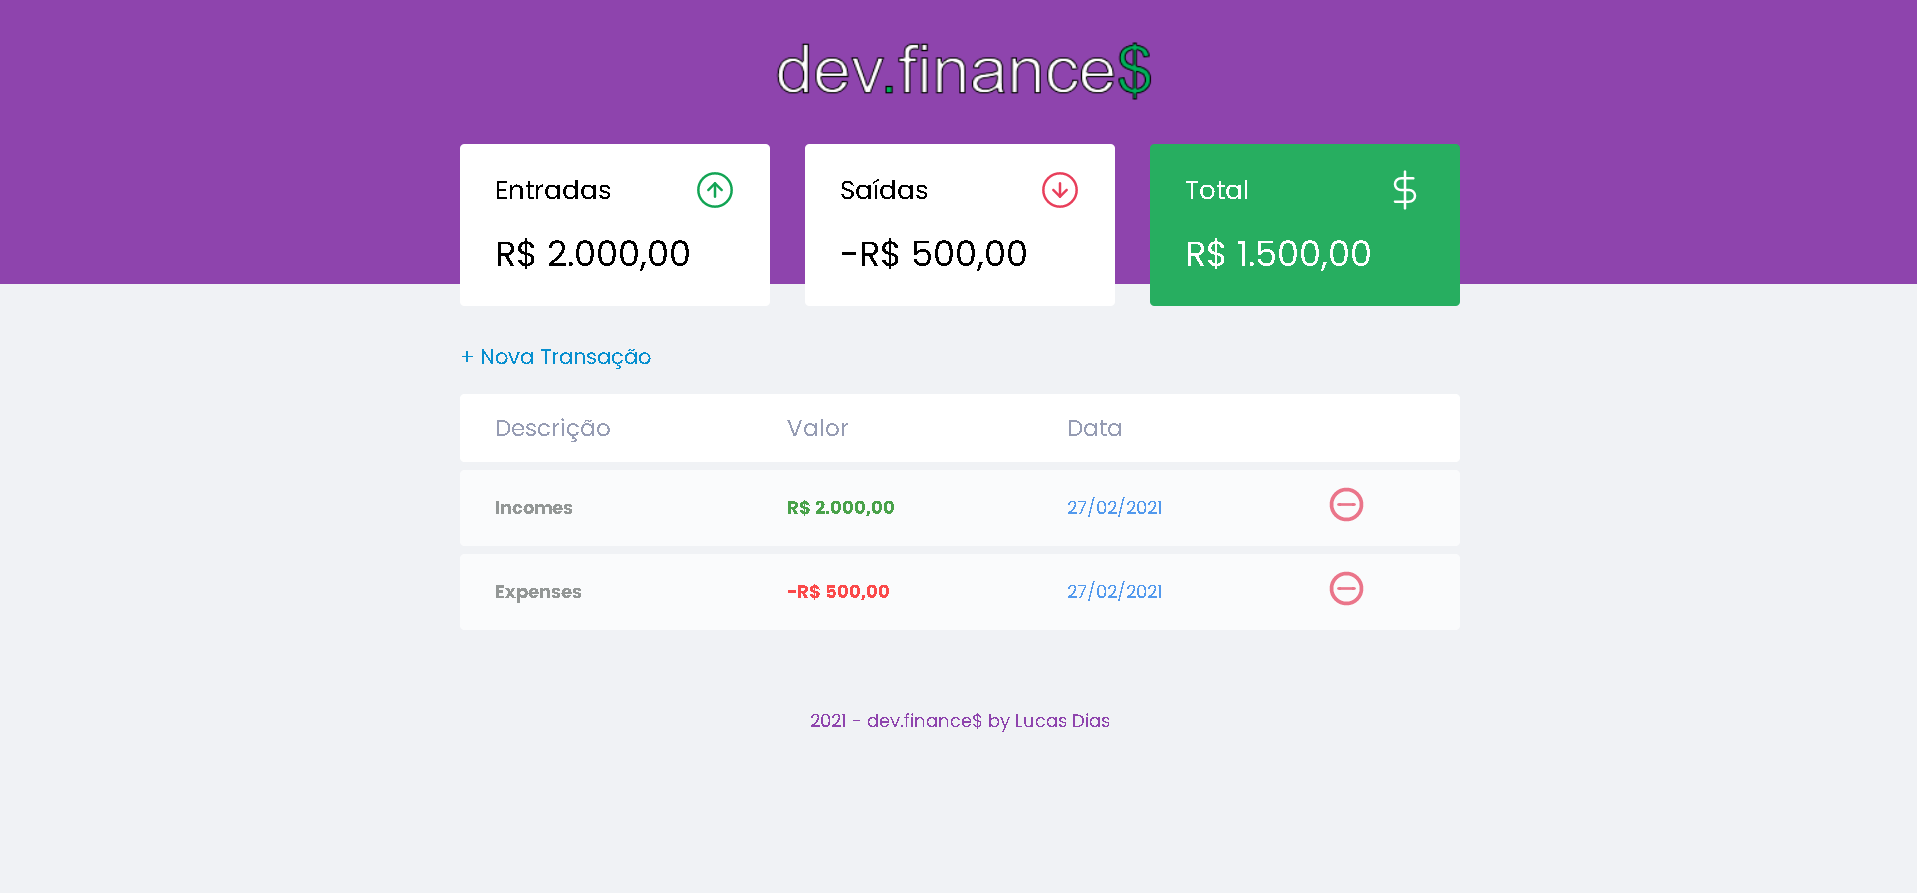 dev.finance$
Entradas
R$ 2.000,00
Saídas
-R$ 500,00
Total
R$ 1.500,00
+ Nova Transação
Descrição Valor Data
Incomes R$ 2.000,00 27/02/2021
Expenses -R$ 500,00 27/02/2021
2021 - dev.finance$ by Lucas Dias